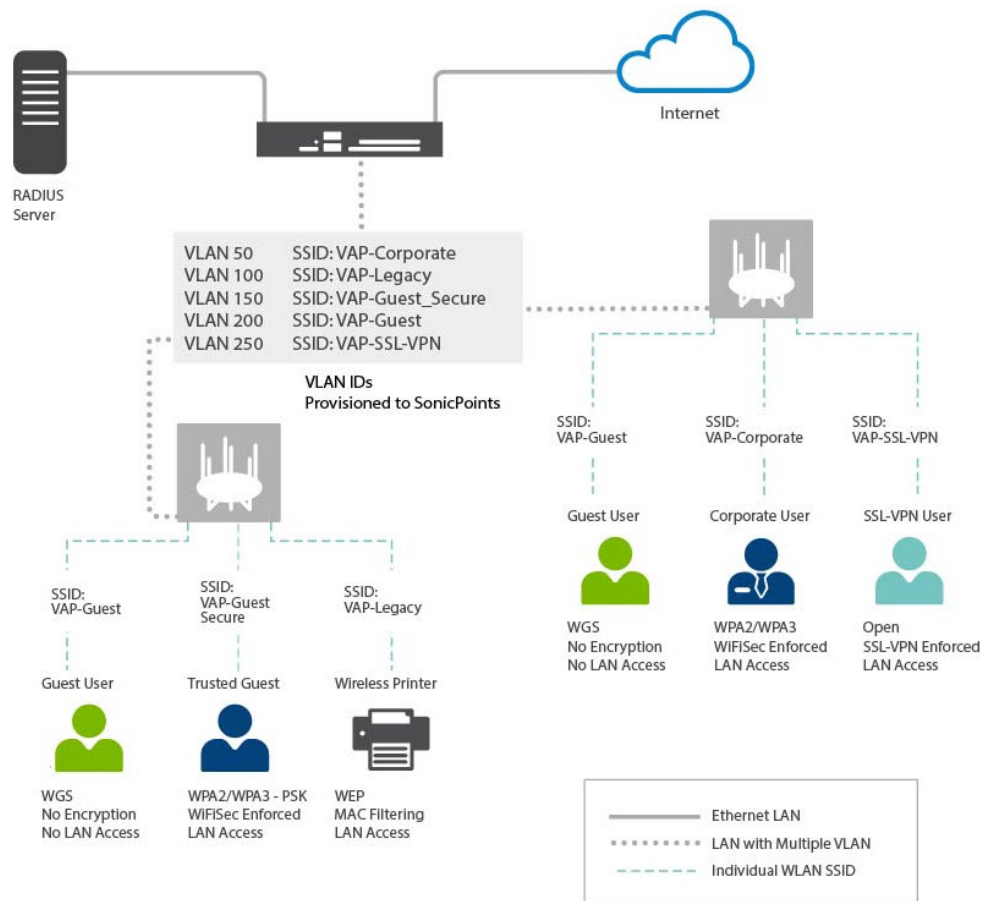 Internet
RADIUS
Server
VLAN 50 SSID: VAP-Corporate
VLAN 100 SSID: VAP-Legacy
VLAN 150 SSID: VAP-Guest_Secure
VLAN 200 SSID: VAP-Guest
VLAN 250 SSID: VAP-SSL-VPN
VLAN IDs
Provisioned to SonicPoints
SSID:
VAP-Guest
SSID:
VAP-Corporate
SSID:
VAP-SSL-VPN
Guest User
Corporate User
SSL-VPN User
WGS
No Encryption
No LAN Access
WPA2/WPA3
WiFiSec Enforced
LAN Access
Open
SSL-VPN Enforced
LAN Access
SSID:
VAP-Guest
SSID:
VAP-Guest
Secure
SSID:
VAP-Legacy
Guest User
Trusted Guest
Wireless Printer
WGS
No Encryption
No LAN Access
WPA2/WPA3 - PSK
WiFiSec Enforced
LAN Access
WEP
MAC Filtering
LAN Access
Ethernet LAN
LAN with Multiple VLAN
Individual WLAN SSID